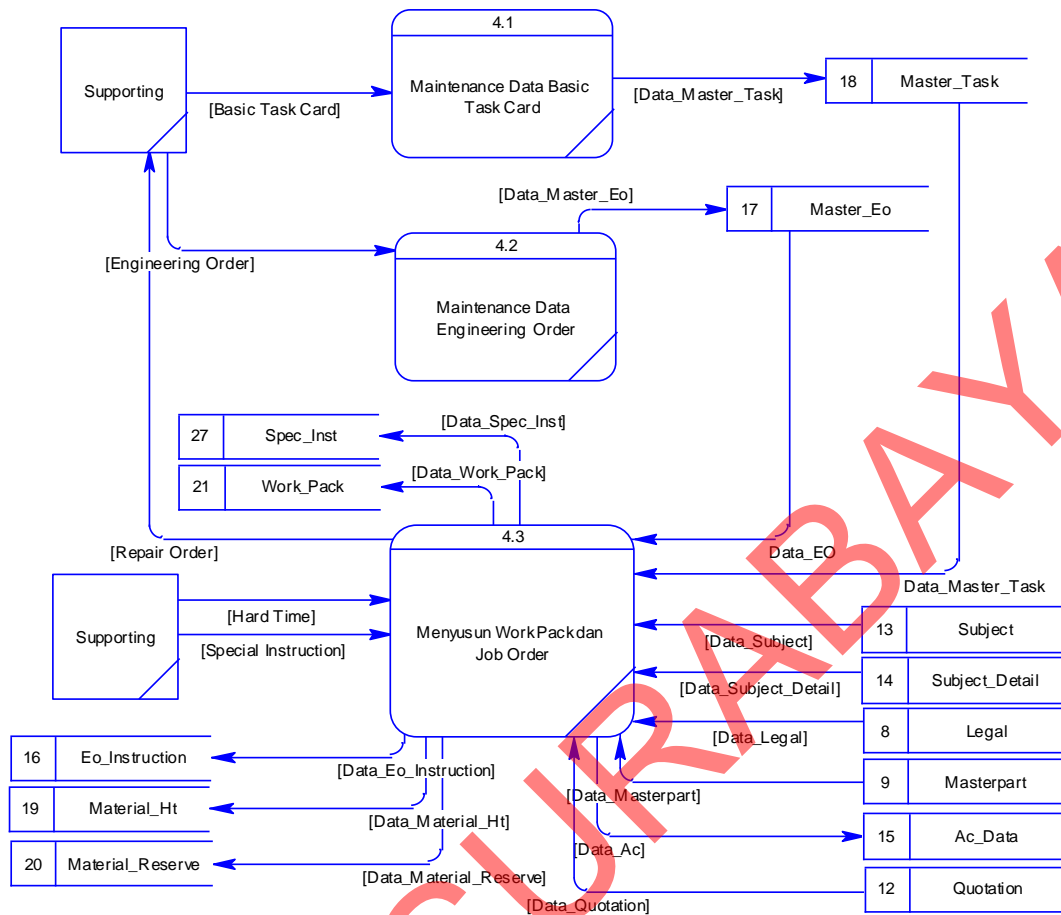 4.1
Supporting
Maintenance Data Basic
Task Card
[Basic Task Card]
[Data_Master_Task]
18 Master_Task
[Data_Master_Eo]
17 Master_Eo
4.2
[Engineering Order]
Maintenance Data
Engineering Order
27 Spec_Inst
[Data_Spec_Inst]
21 Work_Pack
[Data_Work_Pack]
4.3
[Repair Order]
Data_EO
Data_Master_Task
Supporting
[Hard Time]
[Special Instruction]
Menyusun Work Pack dan
Job Order
[Data_Subject]
13 Subject
[Data_Subject_Detail]
14 Subject_Detail
[Data_Legal]
8 Legal
16 Eo_Instruction
[Data_Eo_Instruction]
[Data_Masterpart]
9 Masterpart
19 Material_Ht
[Data_Material_Ht]
[Data_Ac]
15 Ac_Data
20 Material_Reserve
[Data_Material_Reserve]
[Data_Quotation]
12 Quotation
SURABAYA